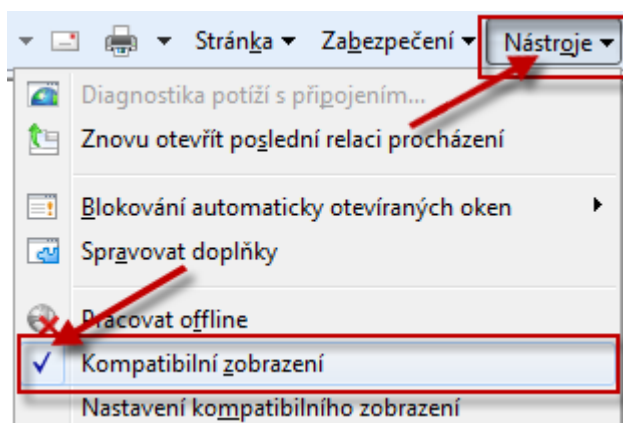 Stránka Zabezpečení Nástroje
Diagnostika potíží s připojením...
Znovu otevřít poslední relaci procházení
Blokování automaticky otevíraných oken
Spravovat doplňky
Pracovat offline
Kompatibilní zobrazení
Nastavení kompatibilního zobrazení